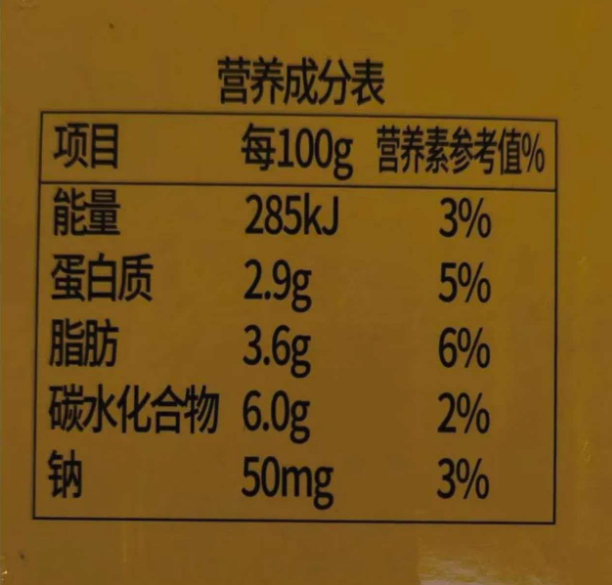 营养成分表
项目 每100g 营养素参考值%
能量 285kJ 3%
蛋白质 2.9g 5%
脂肪 3.6g 6%
碳水化合物 6.0g 2%
钠 50mg 3%